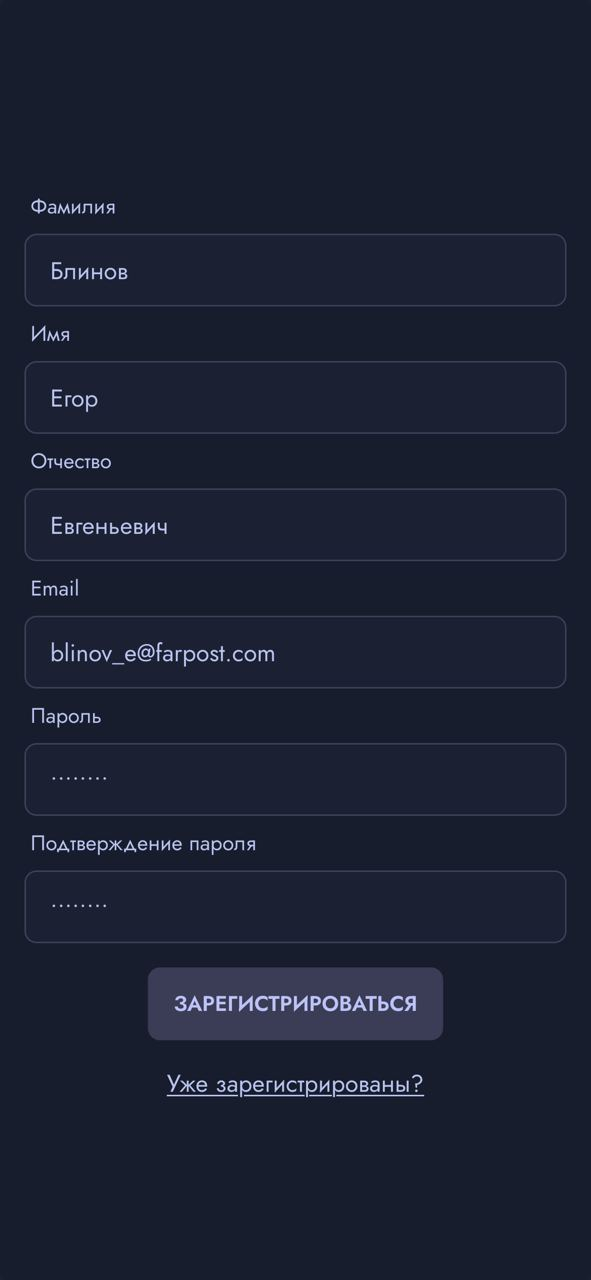 Фамилия
Блинов
Имя
Егор
Отчество
Евгеньевич
Email
blinov_e@farpost.com
Пароль
········
Подтверждение пароля
········
ЗАРЕГИСТРИРОВАТЬСЯ
Уже зарегистрированы?